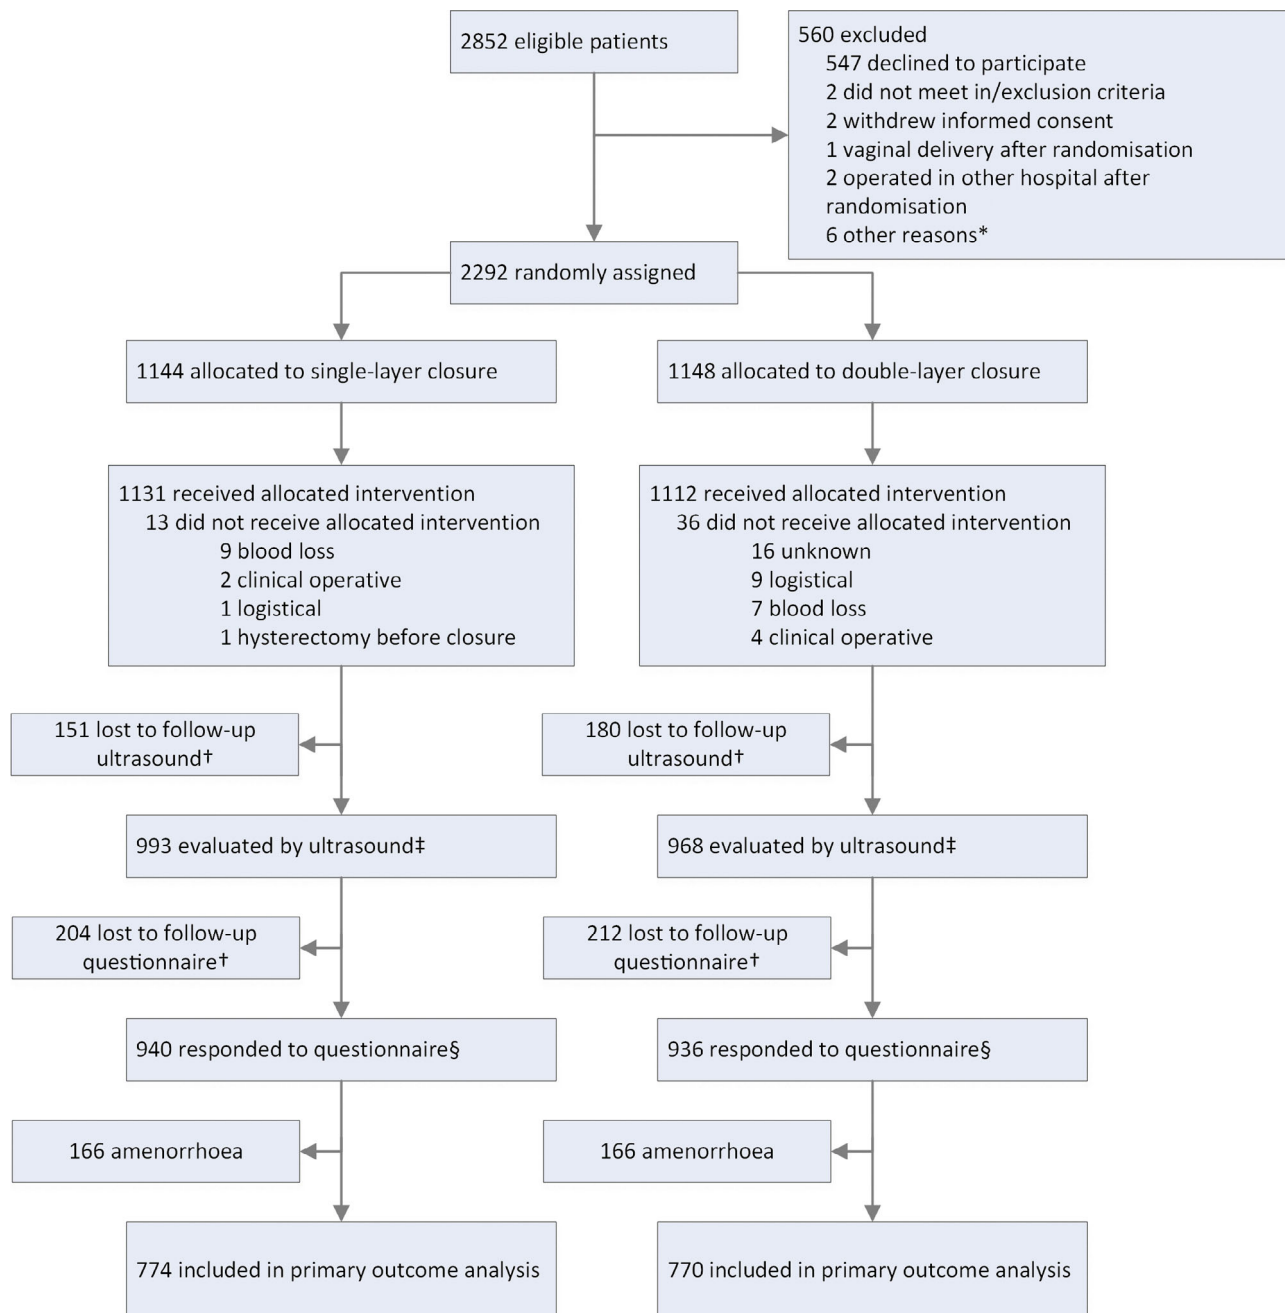 2852 eligible patients
560 excluded
547 declined to participate
2 did not meet in/exclusion criteria
2 withdrew informed consent
1 vaginal delivery after randomisation
2 operated in other hospital after
randomisation
6 other reasons*
2292 randomly assigned
1144 allocated to single-layer closure
1148 allocated to double-layer closure
1131 received allocated intervention
13 did not receive allocated intervention
9 blood loss
2 clinical operative
1 logistical
1 hysterectomy before closure
1112 received allocated intervention
36 did not receive allocated intervention
16 unknown
9 logistical
7 blood loss
4 clinical operative
151 lost to follow-up
ultrasound†
180 lost to follow-up
ultrasound†
993 evaluated by ultrasound‡
968 evaluated by ultrasound‡
204 lost to follow-up
questionnaire†
212 lost to follow-up
questionnaire†
940 responded to questionnaire§
936 responded to questionnaire§
166 amenorrhoea
166 amenorrhoea
774 included in primary outcome analysis
770 included in primary outcome analysis